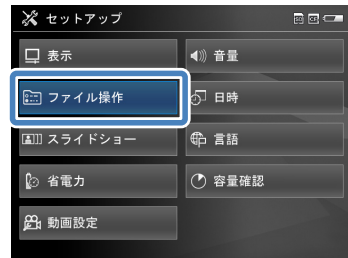 セットアップ
表示
音量
ファイル操作
日時
スライドショー
言語
省電力
容量確認
動画設定